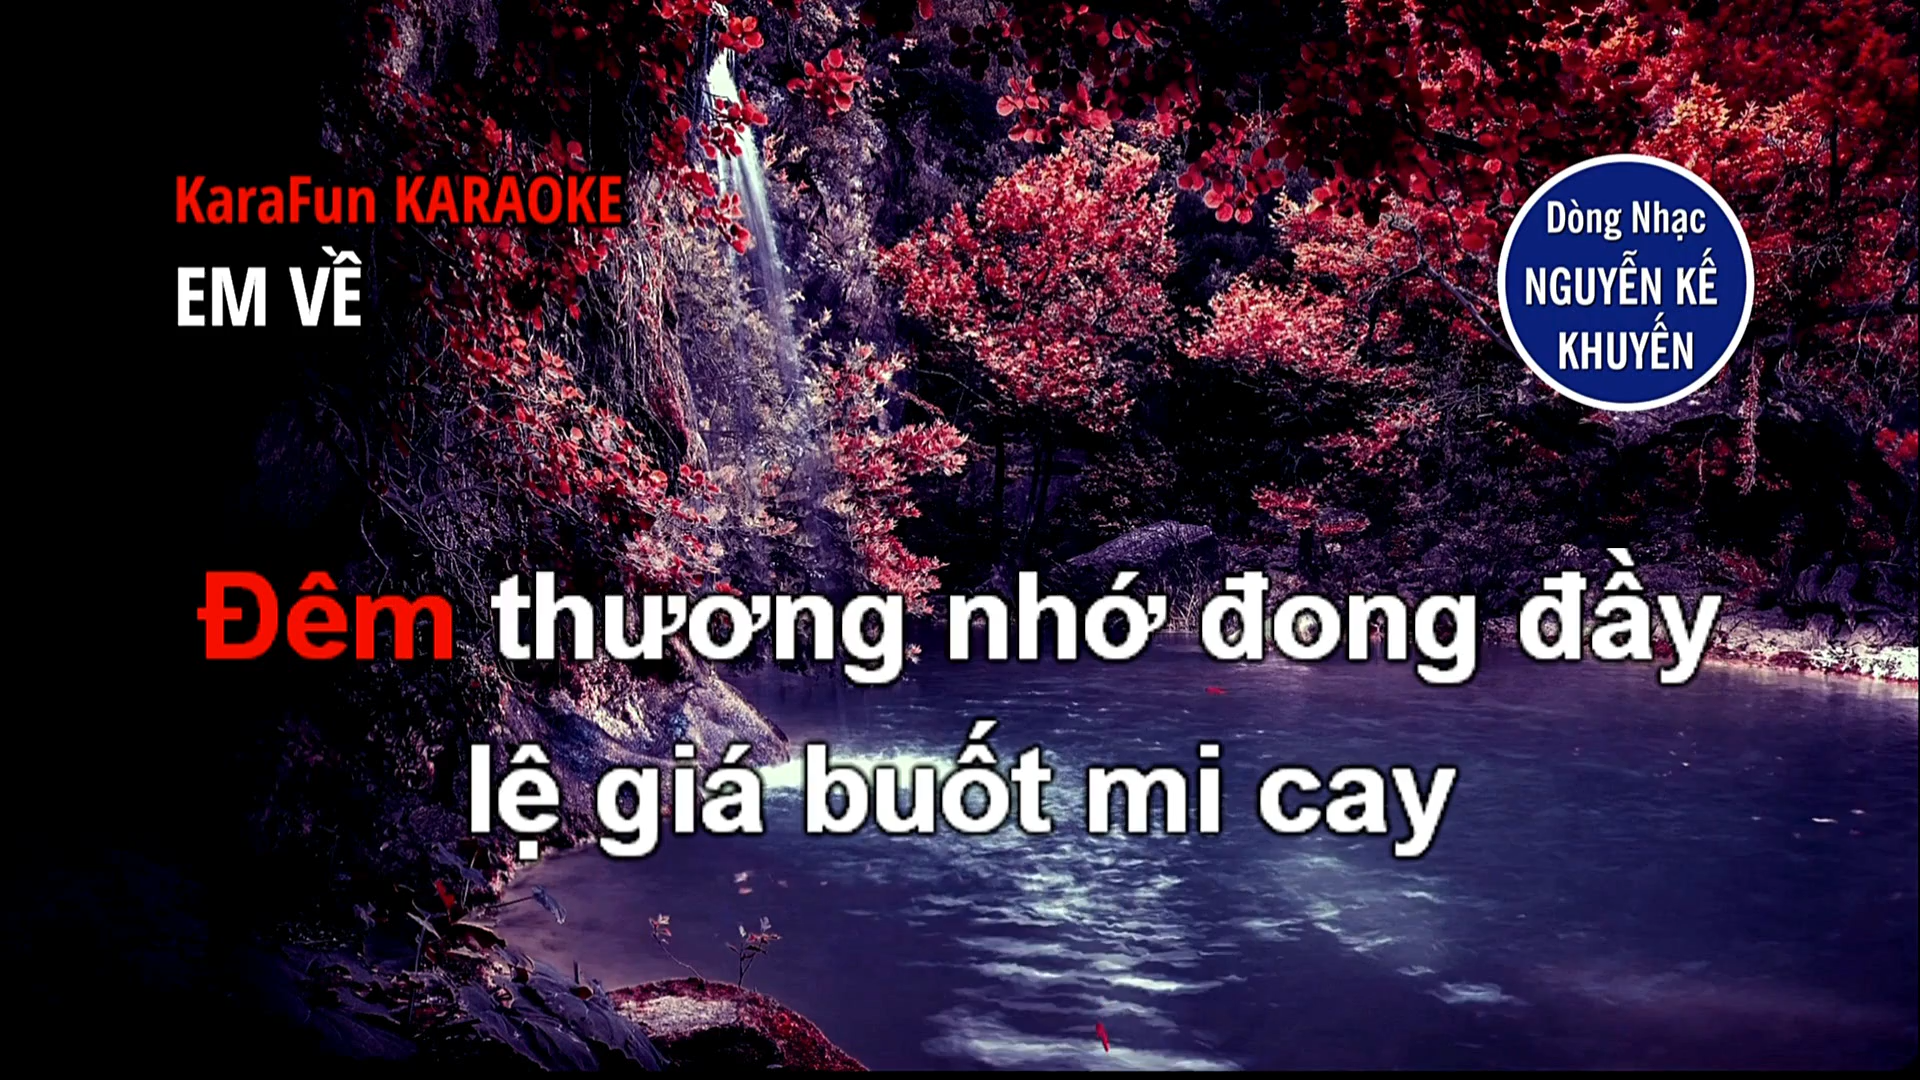 KaraFun KARAOKE
EM VỀ
Dòng Nhạc
NGUYỄN KẾ
KHUYẾN
Đêm thương nhớ đong đầy
lệ giá buốt mi cay